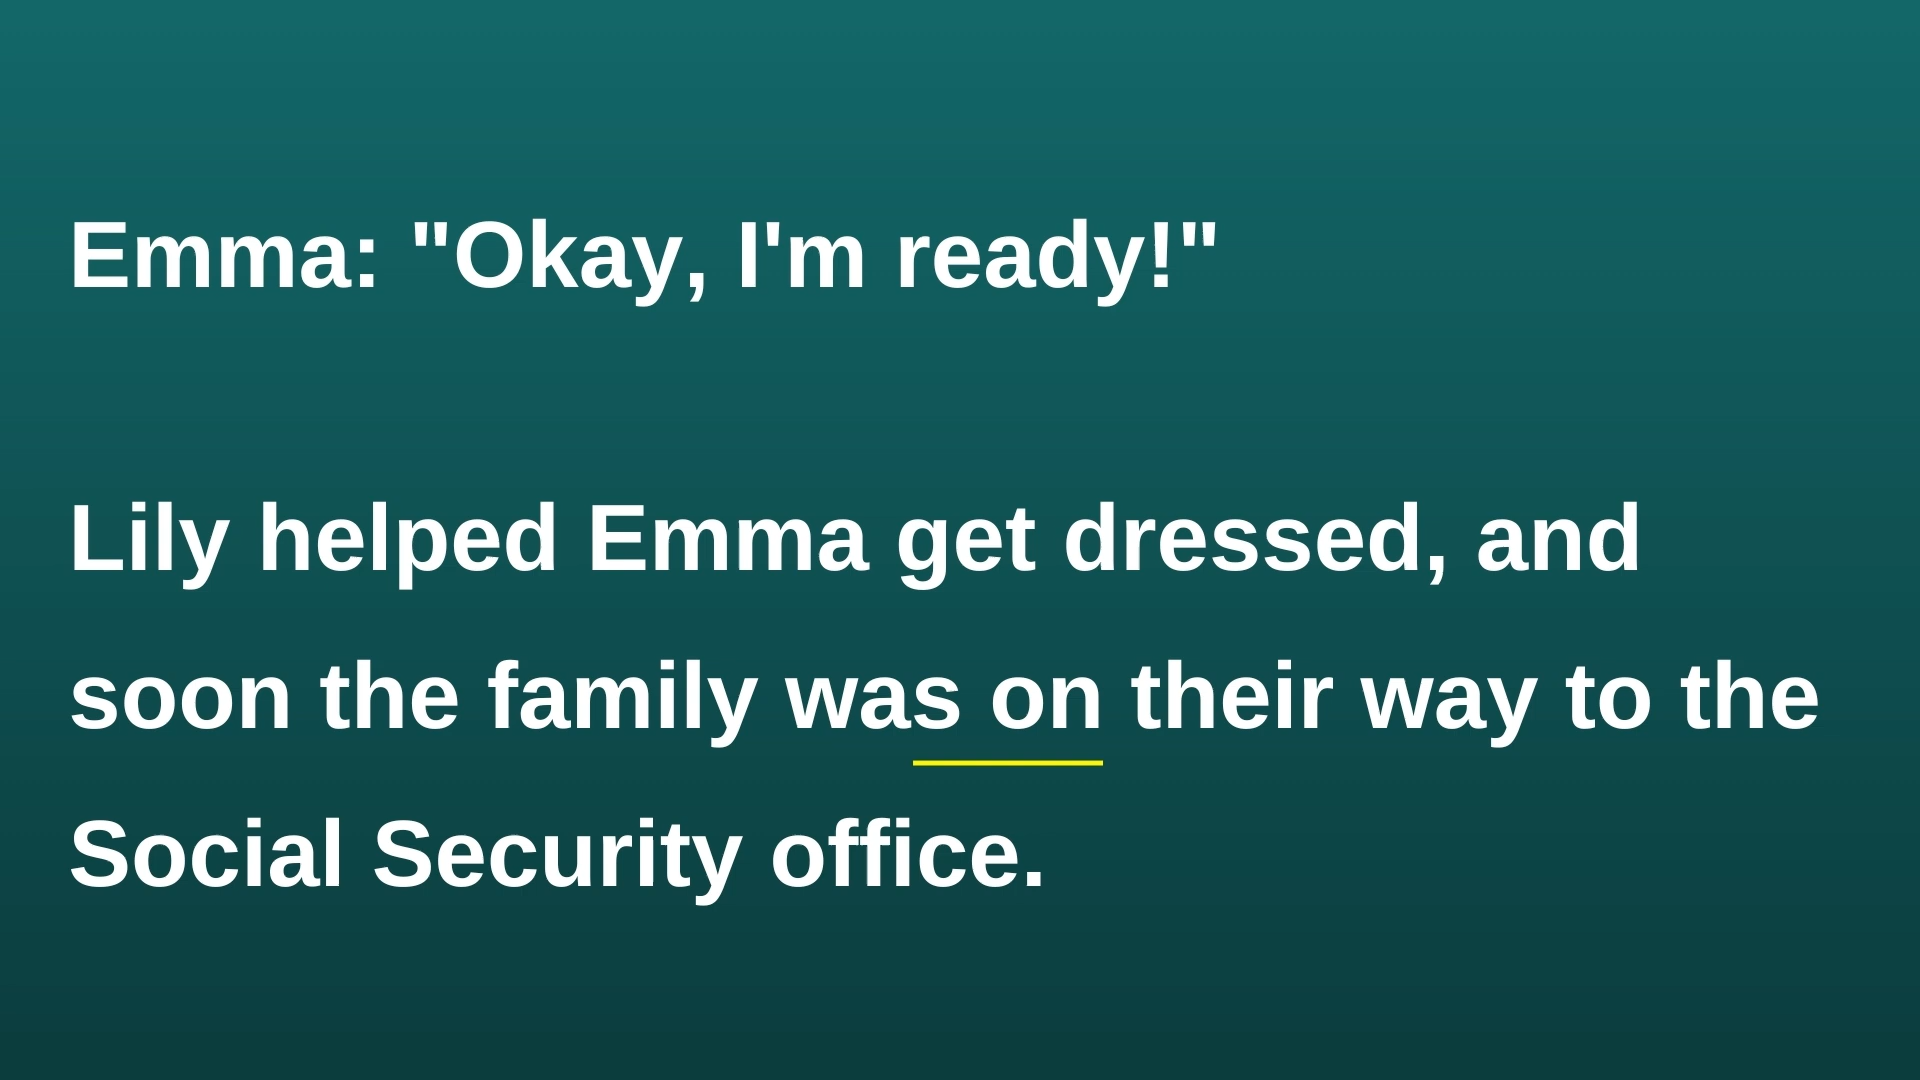 Emma: "Okay, I'm ready!"
Lily helped Emma get dressed, and
soon the family was on their way to the
Social Security office.